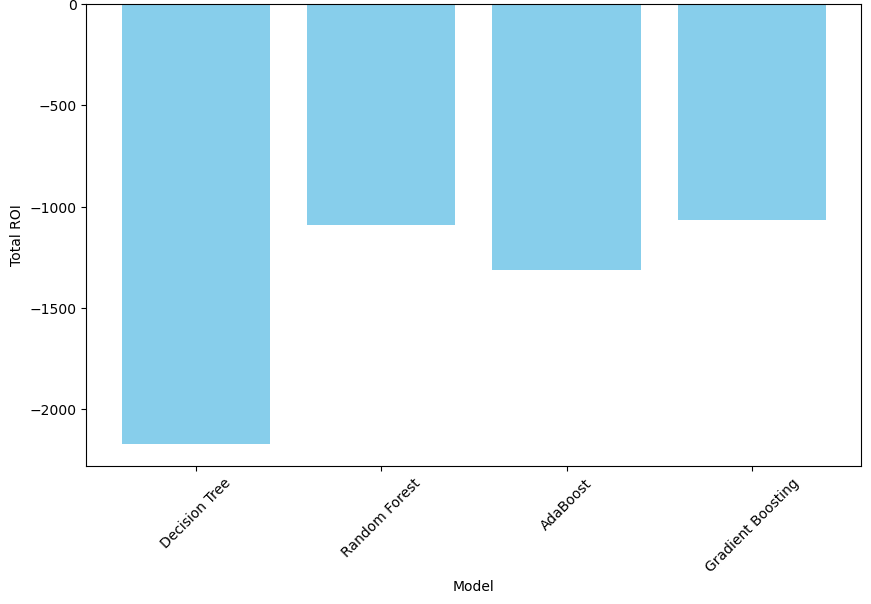 Total ROI
0
−500
−1000
−1500
−2000
Decision Tree
Random Forest
AdaBoost
Gradient Boosting
Model